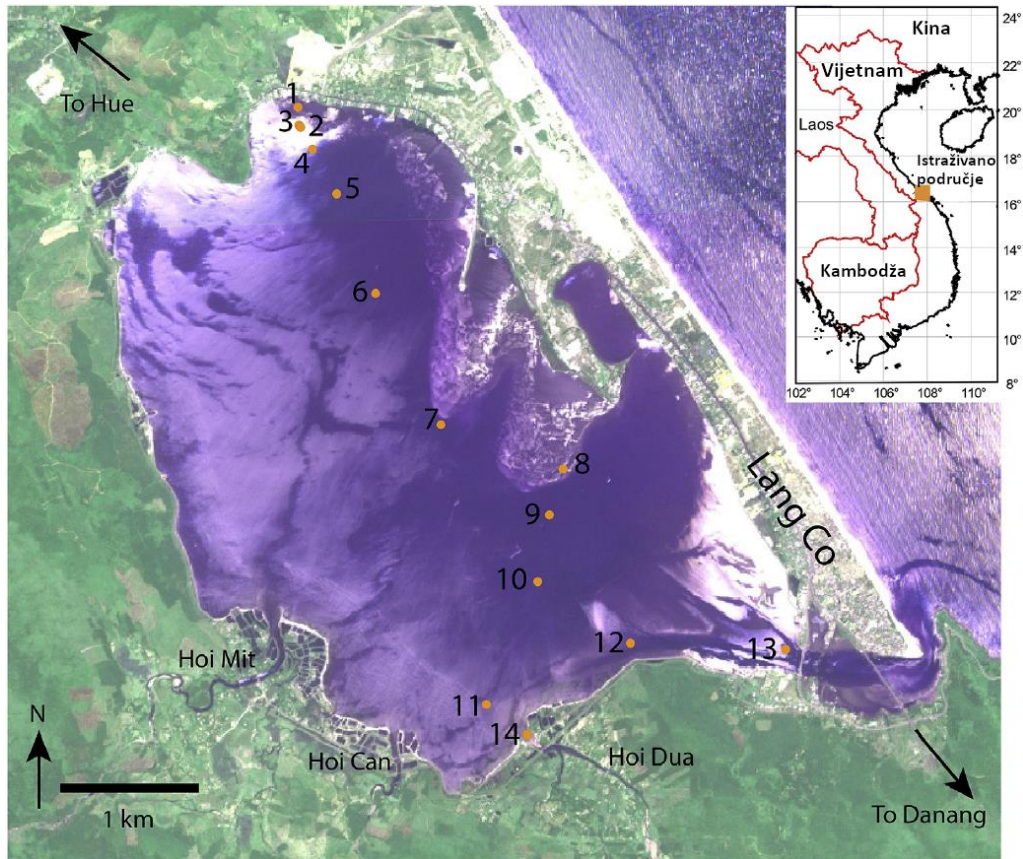 To Hue
1
3
2
4
5
6
7
8
9
10
11
12
13
14
Lang Co
Hoi Mit
Hoi Can
Hoi Dua
To Danang
N
1 km
Kina
Vijetnam
Laos
Istraživano
područje
Kambodža
24°
22°
20°
18°
16°
14°
12°
10°
8°
102°
104°
106°
108°
110°